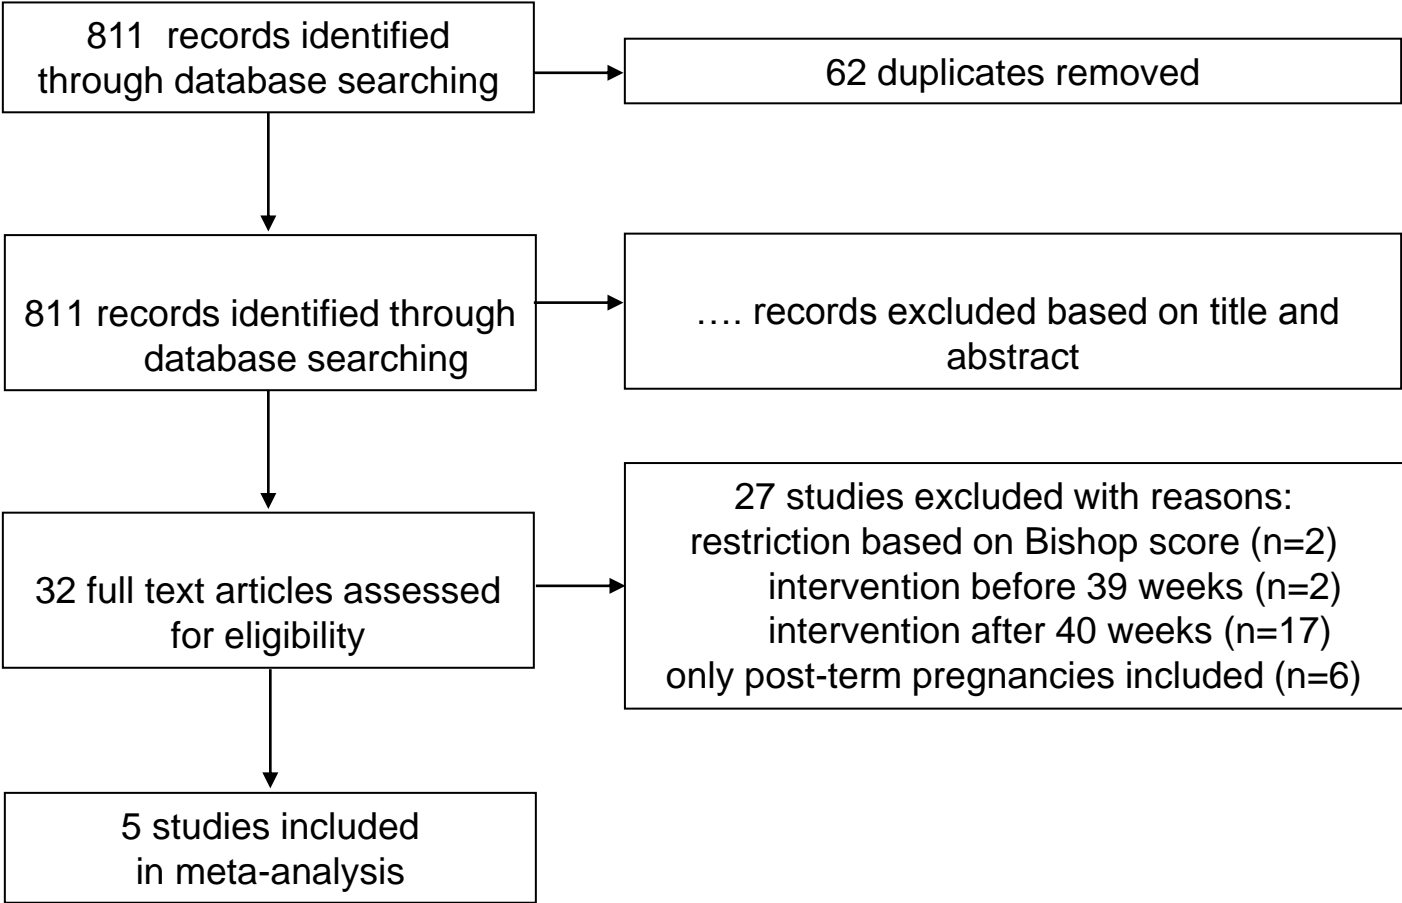 811 records identified
through database searching
62 duplicates removed
811 records identified through
database searching
…. records excluded based on title and
abstract
32 full text articles assessed
for eligibility
27 studies excluded with reasons:
restriction based on Bishop score (n=2)
intervention before 39 weeks (n=2)
intervention after 40 weeks (n=17)
only post-term pregnancies included (n=6)
5 studies included
in meta-analysis